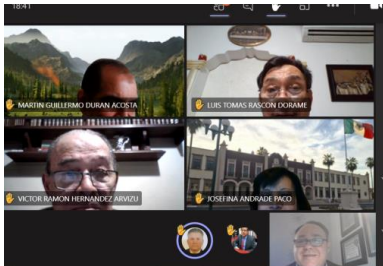 18:41
MARTIN GUILLERMO DURAN ACOSTA
LUIS TOMAS RASCON DORAME
VICTOR RAMON HERNANDEZ ARVIZU
JOSEFINA ANDRADE PACO